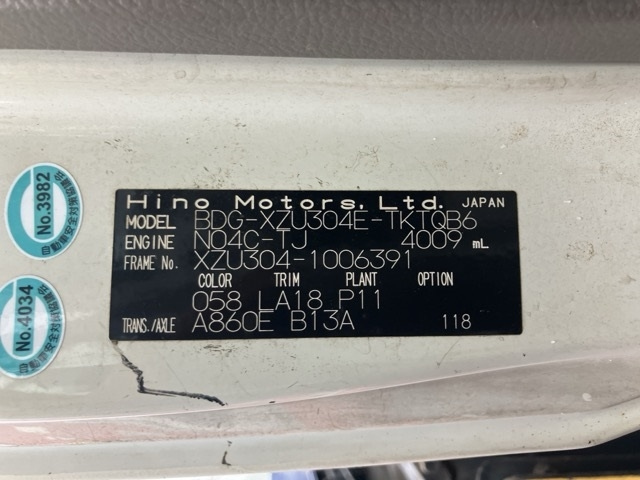 Hino Motors, Ltd. JAPAN
MODEL BDG-XZU304E-TKTQB6
ENGINE N04C-TJ 4009 mL
FRAME No. XZU304-1006391
COLOR TRIM PLANT OPTION
058 LA18 P11
TRANS./AXLE A860E B13A 118
No.3982
No.4034